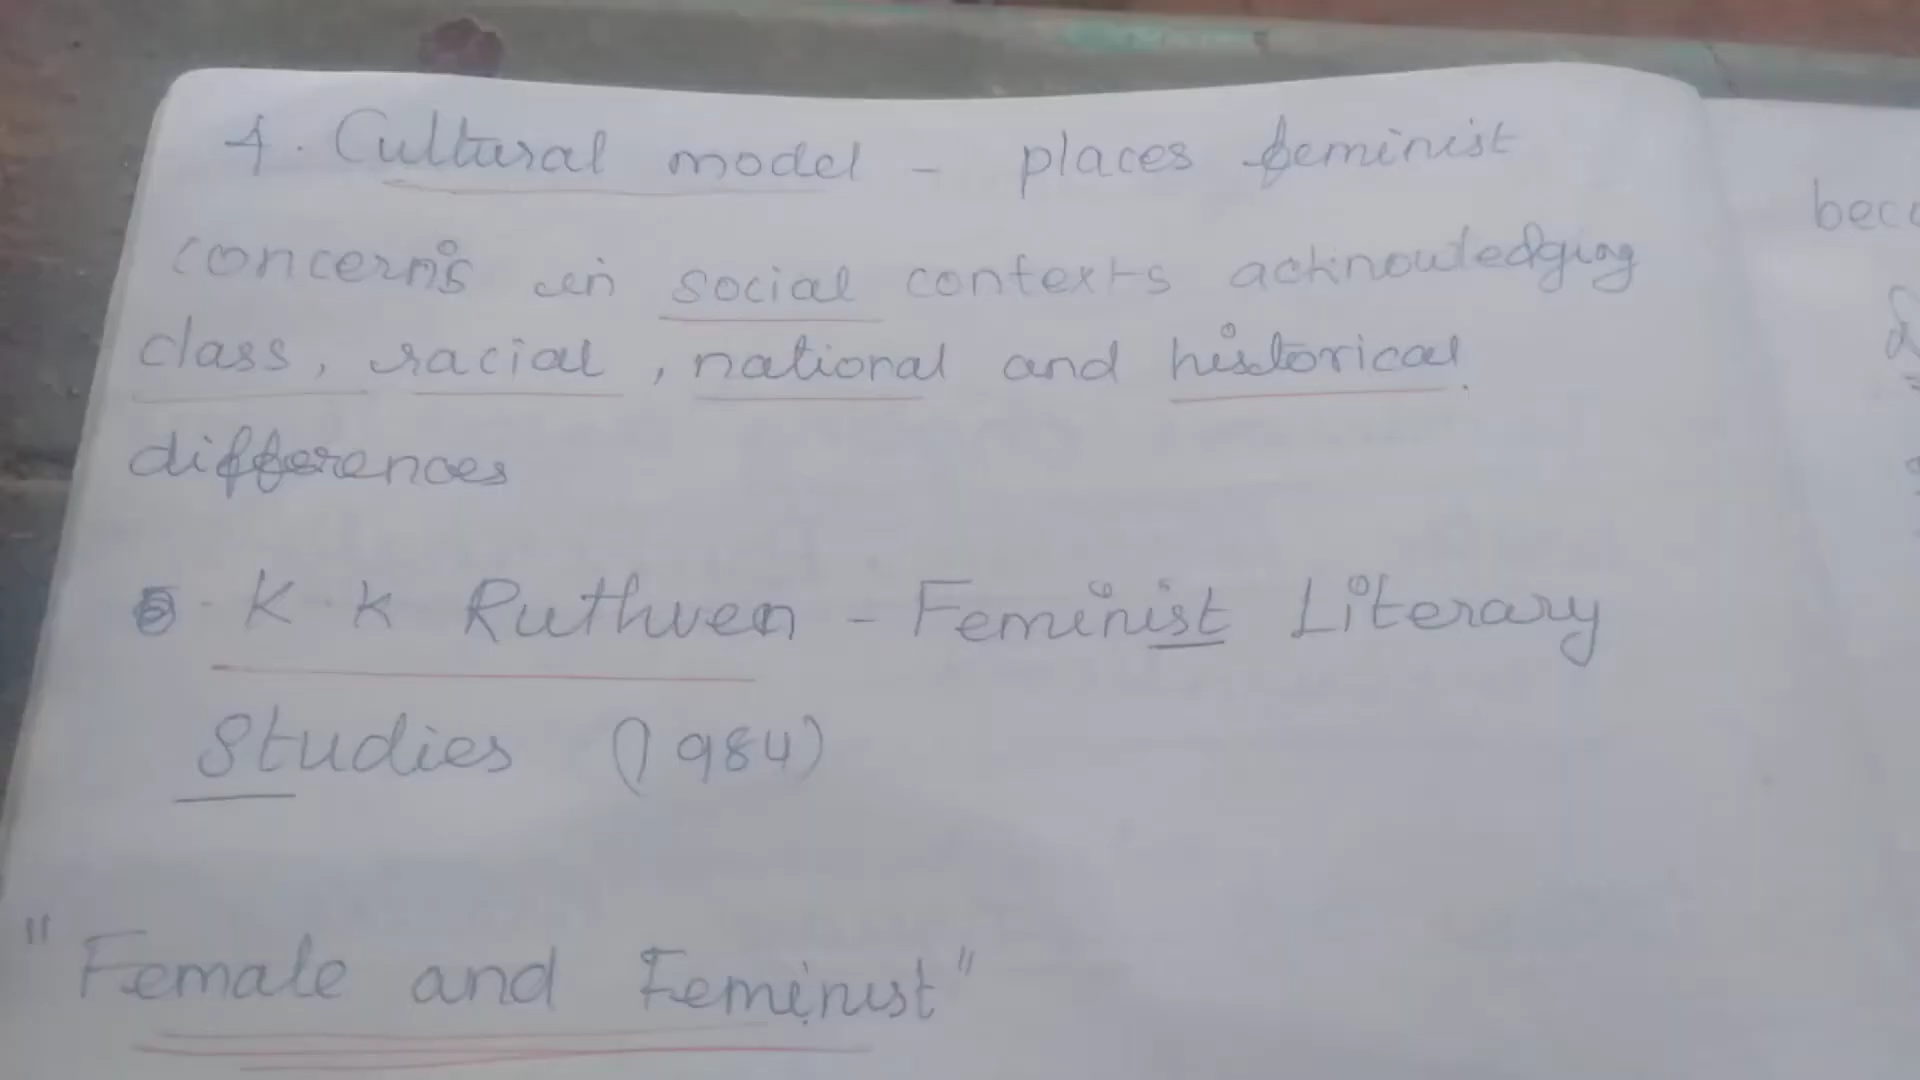 4. Cultural model - places feminist
concerns in social contexts acknowledging
class, racial, national and historical
differences
5. K. K Ruthven - Feminist Literary
Studies (1984)
"Female and Feminist"